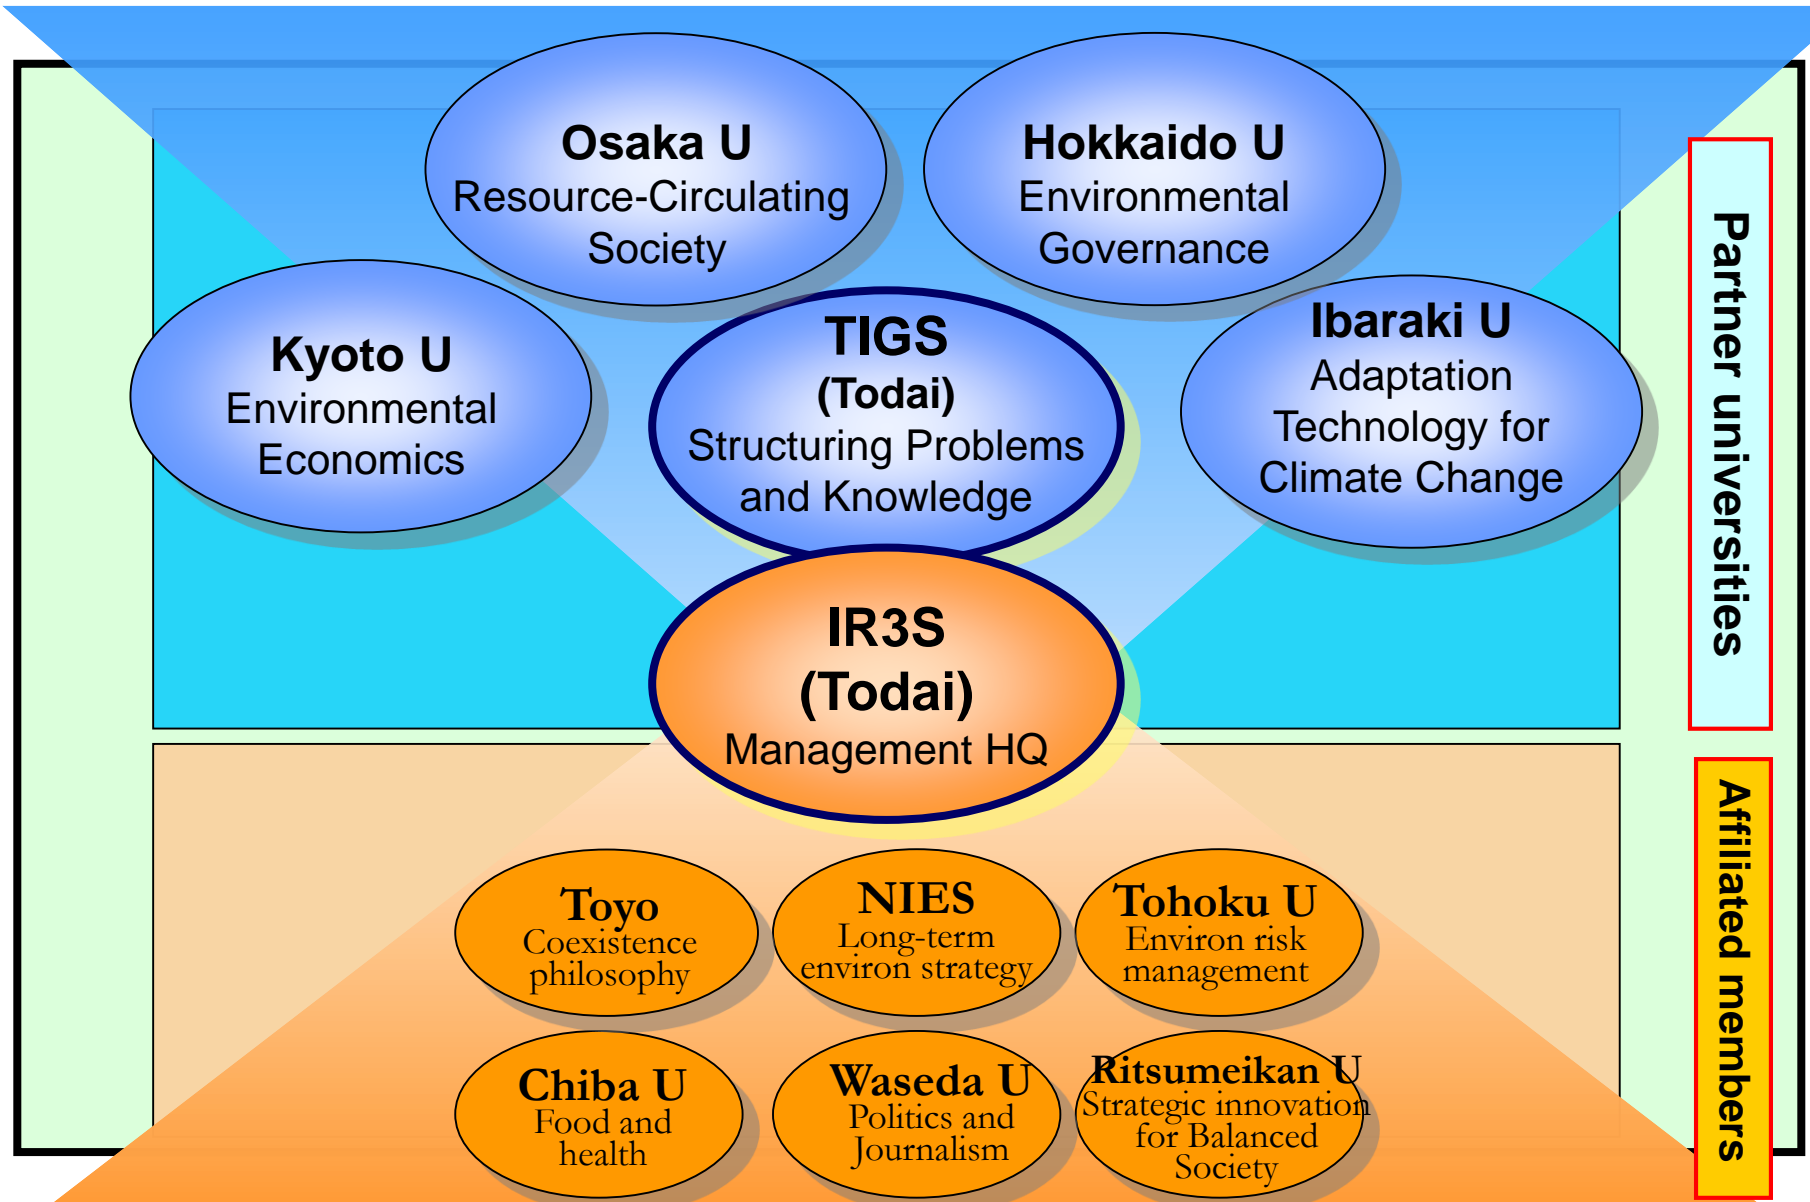 Osaka U
Resource-Circulating
Society
Hokkaido U
Environmental
Governance
Kyoto U
Environmental
Economics
TIGS
(Todai)
Structuring Problems
and Knowledge
Ibaraki U
Adaptation
Technology for
Climate Change
Partner universities
IR3S
(Todai)
Management HQ
Toyo
Coexistence
philosophy
NIES
Long-term
environ strategy
Tohoku U
Environ risk
management
Chiba U
Food and
health
Waseda U
Politics and
Journalism
Ritsumeikan U
Strategic innovation
for Balanced
Society
Affiliated members